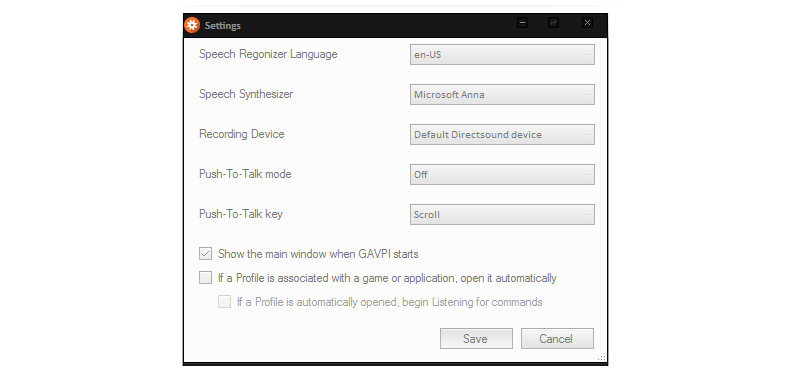 Settings
Speech Regonizer Language
en-US
Speech Synthesizer
Microsoft Anna
Recording Device
Default Directsound device
Push-To-Talk mode
Off
Push-To-Talk key
Scroll
Show the main window when GAVPI starts
If a Profile is associated with a game or application, open it automatically
If a Profile is automatically opened, begin Listening for commands
Save
Cancel